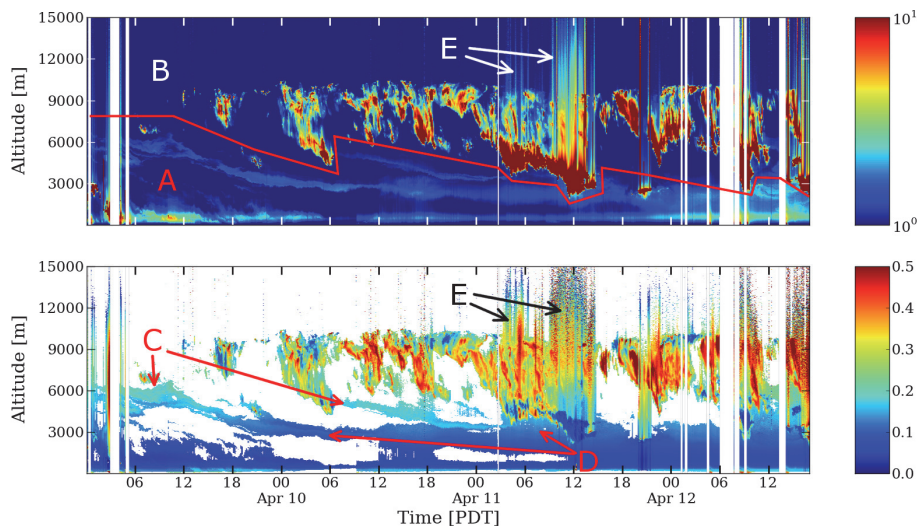 15000
12000
9000
6000
3000
Altitude [m]
B
A
E
10¹
10⁰
15000
12000
9000
6000
3000
Altitude [m]
C
E
D
0.5
0.4
0.3
0.2
0.1
0.0
06 12 18 00 06 12 18 00 06 12 18 00 06 12
Apr 10 Apr 11 Apr 12
Time [PDT]